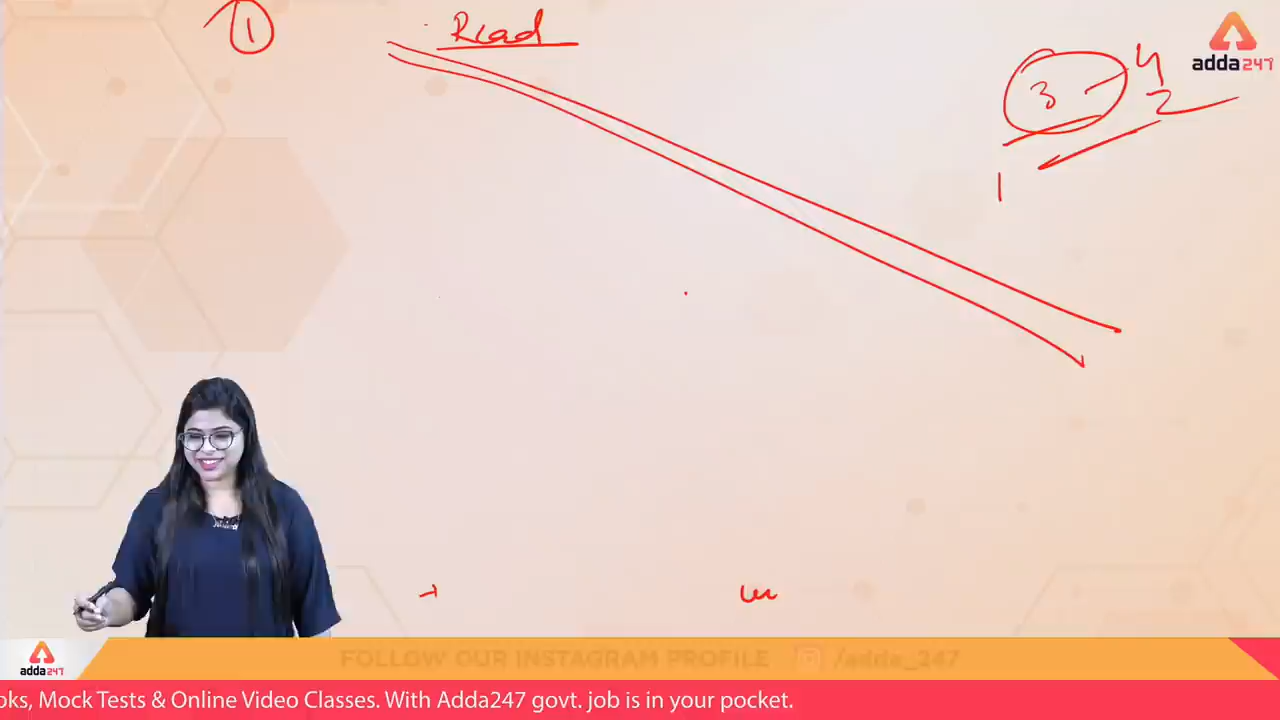 1 Read
3 - 4
2
1
adda247
FOLLOW OUR INSTAGRAM PROFILE /adda_247
adda247
oks, Mock Tests & Online Video Classes. With Adda247 govt. job is in your pocket.